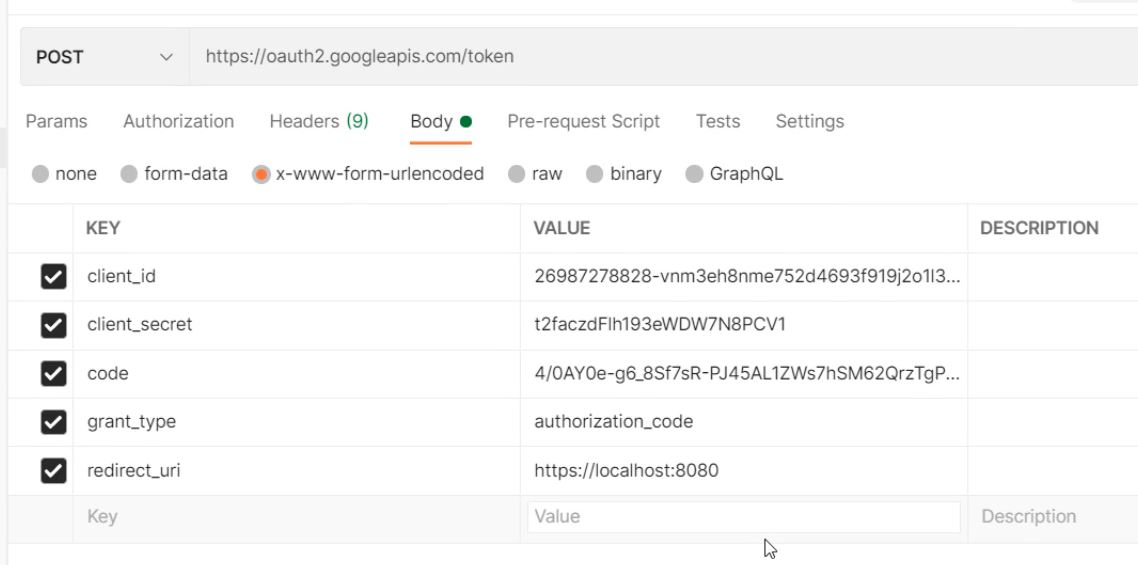 POST https://oauth2.googleapis.com/token
Params Authorization Headers (9) Body Pre-request Script Tests Settings
none form-data x-www-form-urlencoded raw binary GraphQL
KEY VALUE DESCRIPTION
client_id 26987278828-vnm3eh8nme752d4693f919j2o1l3...
client_secret t2faczdFlh193eWDW7N8PCV1
code 4/0AY0e-g6_8Sf7sR-PJ45AL1ZWs7hSM62QrzTgP...
grant_type authorization_code
redirect_uri https://localhost:8080
Key Value Description